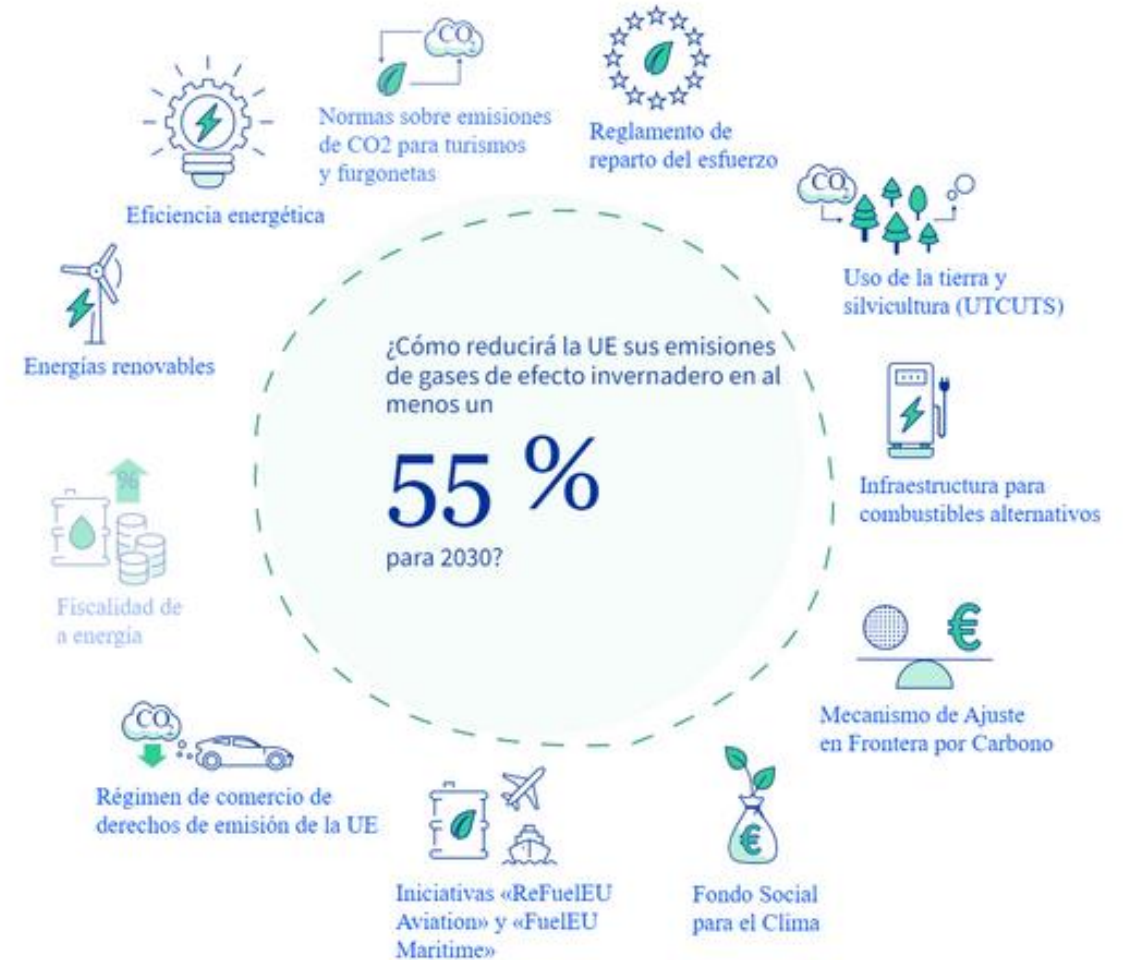 CO2
Normas sobre emisiones
de CO2 para turismos
y furgonetas
Reglamento de
reparto del esfuerzo
CO2
Uso de la tierra y
silvicultura (UTCUTS)
Infraestructura para
combustibles alternativos
€
Mecanismo de Ajuste
en Frontera por Carbono
€
Fondo Social
para el Clima
Iniciativas «ReFuelEU
Aviation» y «FuelEU
Maritime»
CO2
Régimen de comercio de
derechos de emisión de la UE
%
Fiscalidad de
a energía
Energías renovables
Eficiencia energética
¿Cómo reducirá la UE sus emisiones
de gases de efecto invernadero en al
menos un
55 %
para 2030?